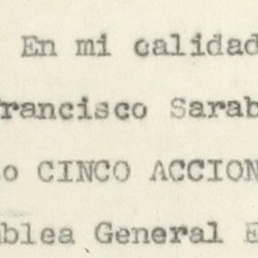 En mi calidad
rancisco Sarab
o CINCO ACCION
blea General E